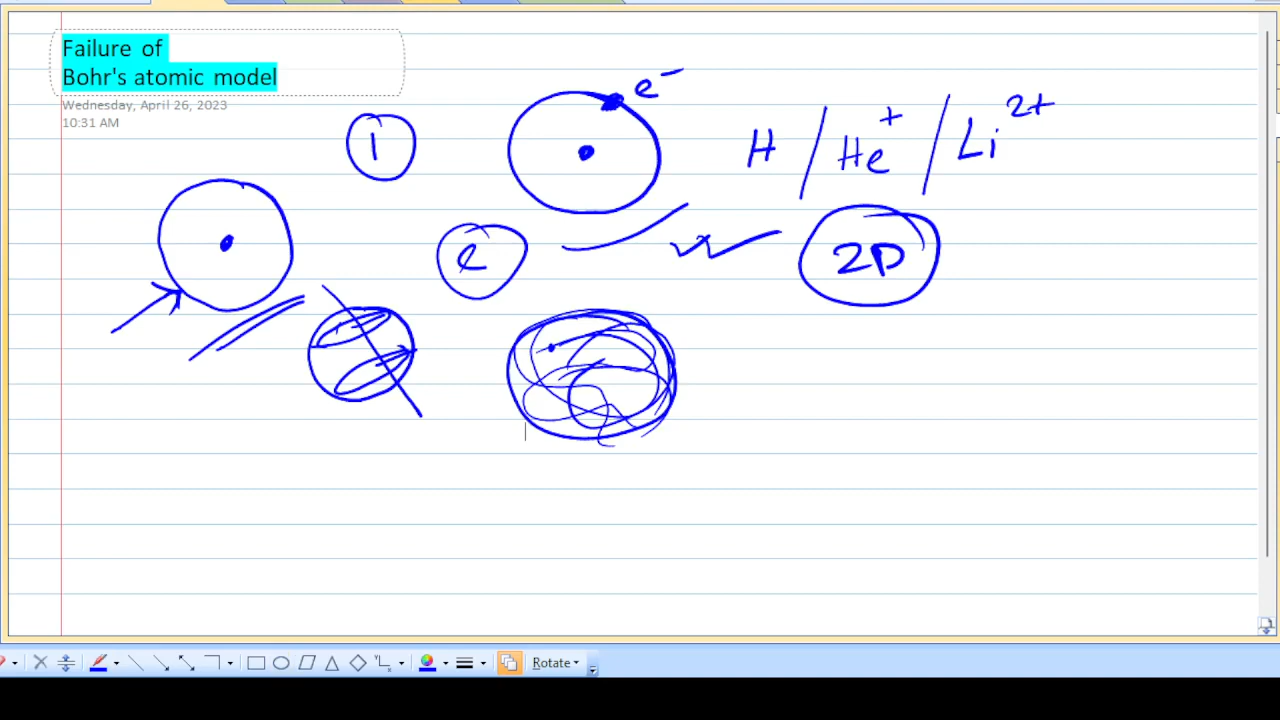 Failure of
Bohr's atomic model
Wednesday, April 26, 2023
10:31 AM
1 e⁻ H / He⁺ / Li²⁺
2 2D
Rotate